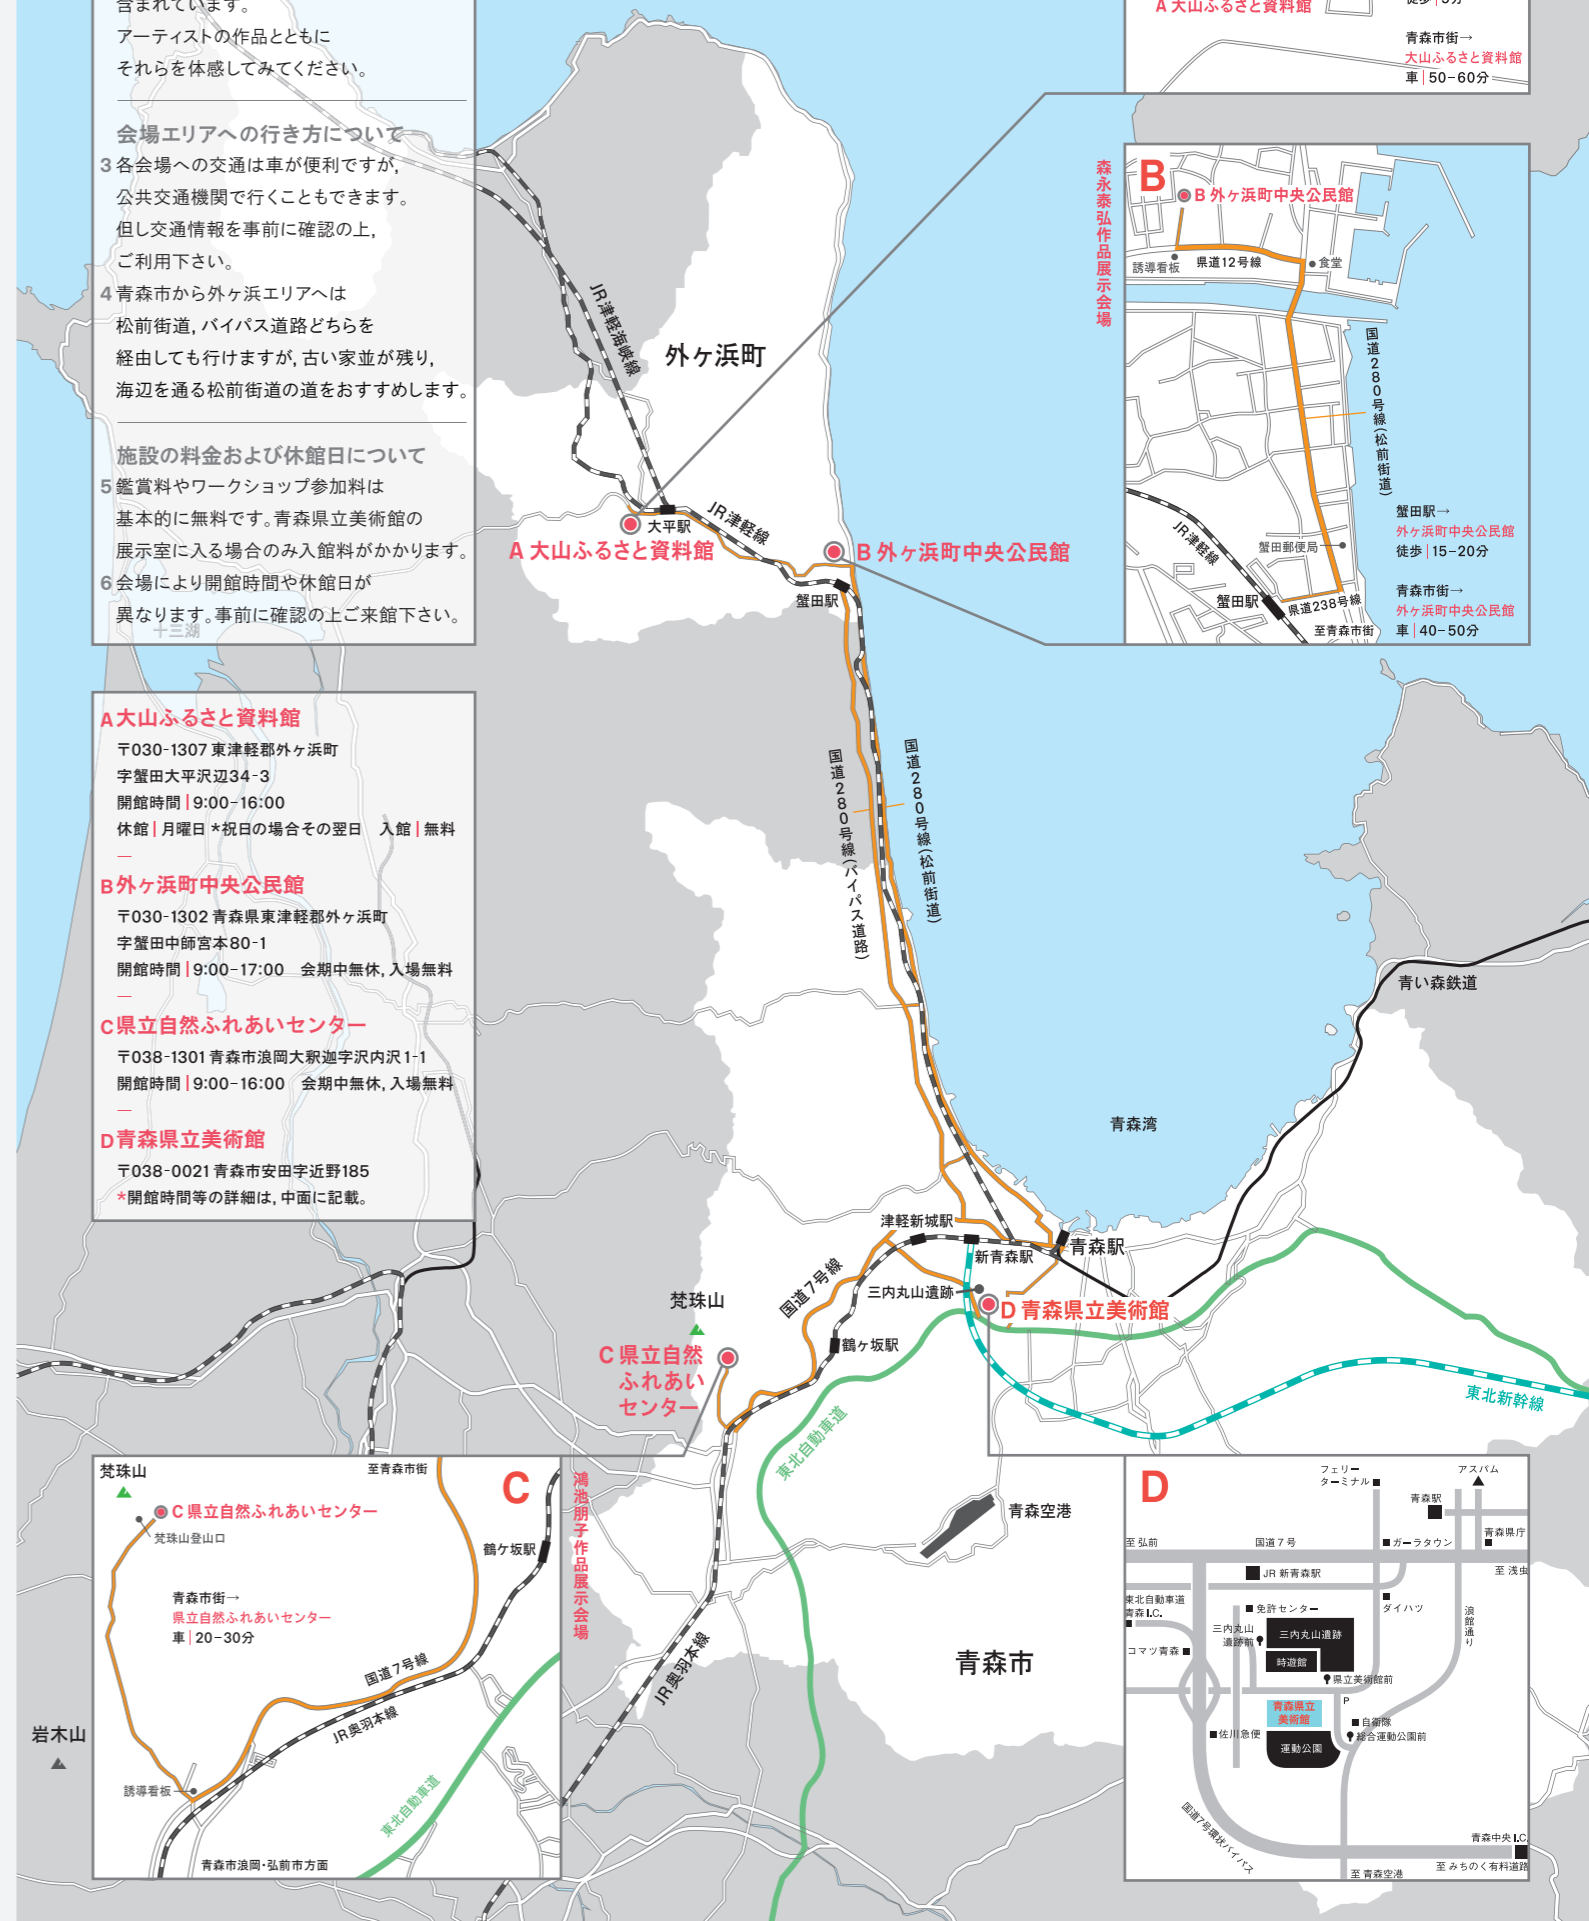 含まれています。
アーティストの作品とともに
それらを体感してみてください。
会場エリアへの行き方について
3 各会場への交通は車が便利ですが,
公共交通機関で行くこともできます。
但し交通情報を事前に確認の上,
ご利用下さい。
4 青森市から外ヶ浜エリアへは
松前街道, バイパス道路どちらを
経由しても行けますが, 古い家並が残り,
海辺を通る松前街道の道をおすすめします。
施設の料金および休館日について
5 鑑賞料やワークショップ参加料は
基本的に無料です。青森県立美術館の
展示室に入る場合のみ入館料がかかります。
6 会場により開館時間や休館日が
異なります。事前に確認の上ご来館下さい。
十三湖
A 大山ふるさと資料館
〒030-1307 東津軽郡外ヶ浜町
字蟹田大平沢辺34-3
開館時間 | 9:00-16:00
休館 | 月曜日 *祝日の場合その翌日 入館 | 無料
—
B 外ヶ浜町中央公民館
〒030-1302 青森県東津軽郡外ヶ浜町
字蟹田中師宮本80-1
開館時間 | 9:00-17:00 会期中無休, 入場無料
—
C 県立自然ふれあいセンター
〒038-1301 青森市浪岡大釈迦字沢内沢1-1
開館時間 | 9:00-16:00 会期中無休, 入場無料
—
D 青森県立美術館
〒038-0021 青森市安田字近野185
*開館時間等の詳細は, 中面に記載。
A 大山ふるさと資料館
徒歩 | 5分
青森市街→
大山ふるさと資料館
車 | 50-60分
森永泰弘作品展示会場
B
B 外ヶ浜町中央公民館
誘導看板
県道12号線
食堂
国道280号線(松前街道)
JR津軽線
蟹田郵便局
蟹田駅
県道238号線
至青森市街
蟹田駅→
外ヶ浜町中央公民館
徒歩 | 15-20分
青森市街→
外ヶ浜町中央公民館
車 | 40-50分
JR津軽海峡線
外ヶ浜町
大平駅
JR津軽線
A 大山ふるさと資料館
B 外ヶ浜町中央公民館
蟹田駅
国道280号線(バイパス道路)
国道280号線(松前街道)
青い森鉄道
青森湾
津軽新城駅
新青森駅
青森駅
三内丸山遺跡
国道7号線
梵珠山
D 青森県立美術館
鶴ヶ坂駅
C 県立自然
ふれあい
センター
東北自動車道
東北新幹線
青森空港
青森市
JR奥羽本線
岩木山
鴻池朋子作品展示会場
C
梵珠山
至青森市街
C 県立自然ふれあいセンター
梵珠山登山口
鶴ケ坂駅
青森市街→
県立自然ふれあいセンター
車 | 20-30分
国道7号線
JR奥羽本線
誘導看板
東北自動車道
青森市浪岡・弘前市方面
D
フェリー
ターミナル
アスパム
青森駅
青森県庁
至 弘前
国道7号
ガーラタウン
至 浅虫
JR 新青森駅
東北自動車道
青森 I.C.
免許センター
ダイハツ
浪館通り
三内丸山
遺跡前
三内丸山遺跡
コマツ青森
時遊館
県立美術館前
青森県立
美術館
P
自衛隊
佐川急便
総合運動公園前
運動公園
国道7号環状バイパス
青森中央 I.C.
至 みちのく有料道路
至 青森空港